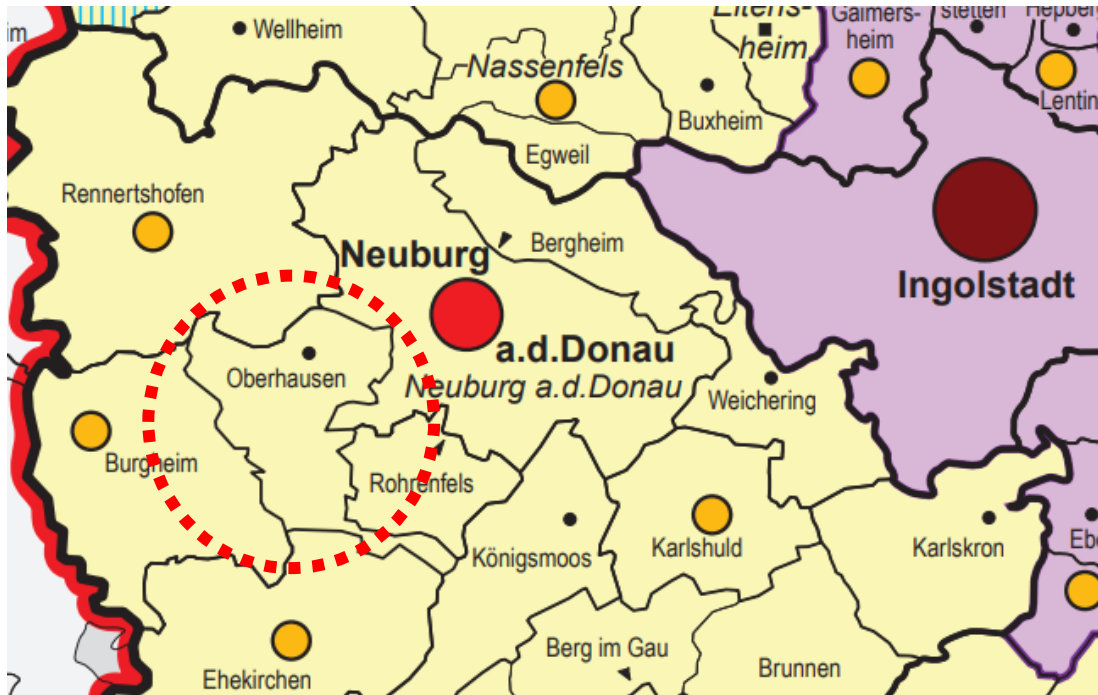 Wellheim
Nassenfels
heim
Gaimers-
heim
stetten
Buxheim
Egweil
Rennertshofen
Neuburg
Bergheim
Ingolstadt
a.d.Donau
Neuburg a.d.Donau
Oberhausen
Weichering
Burgheim
Rohrenfels
Königsmoos
Karlshuld
Karlskron
Berg im Gau
Brunnen
Ehekirchen